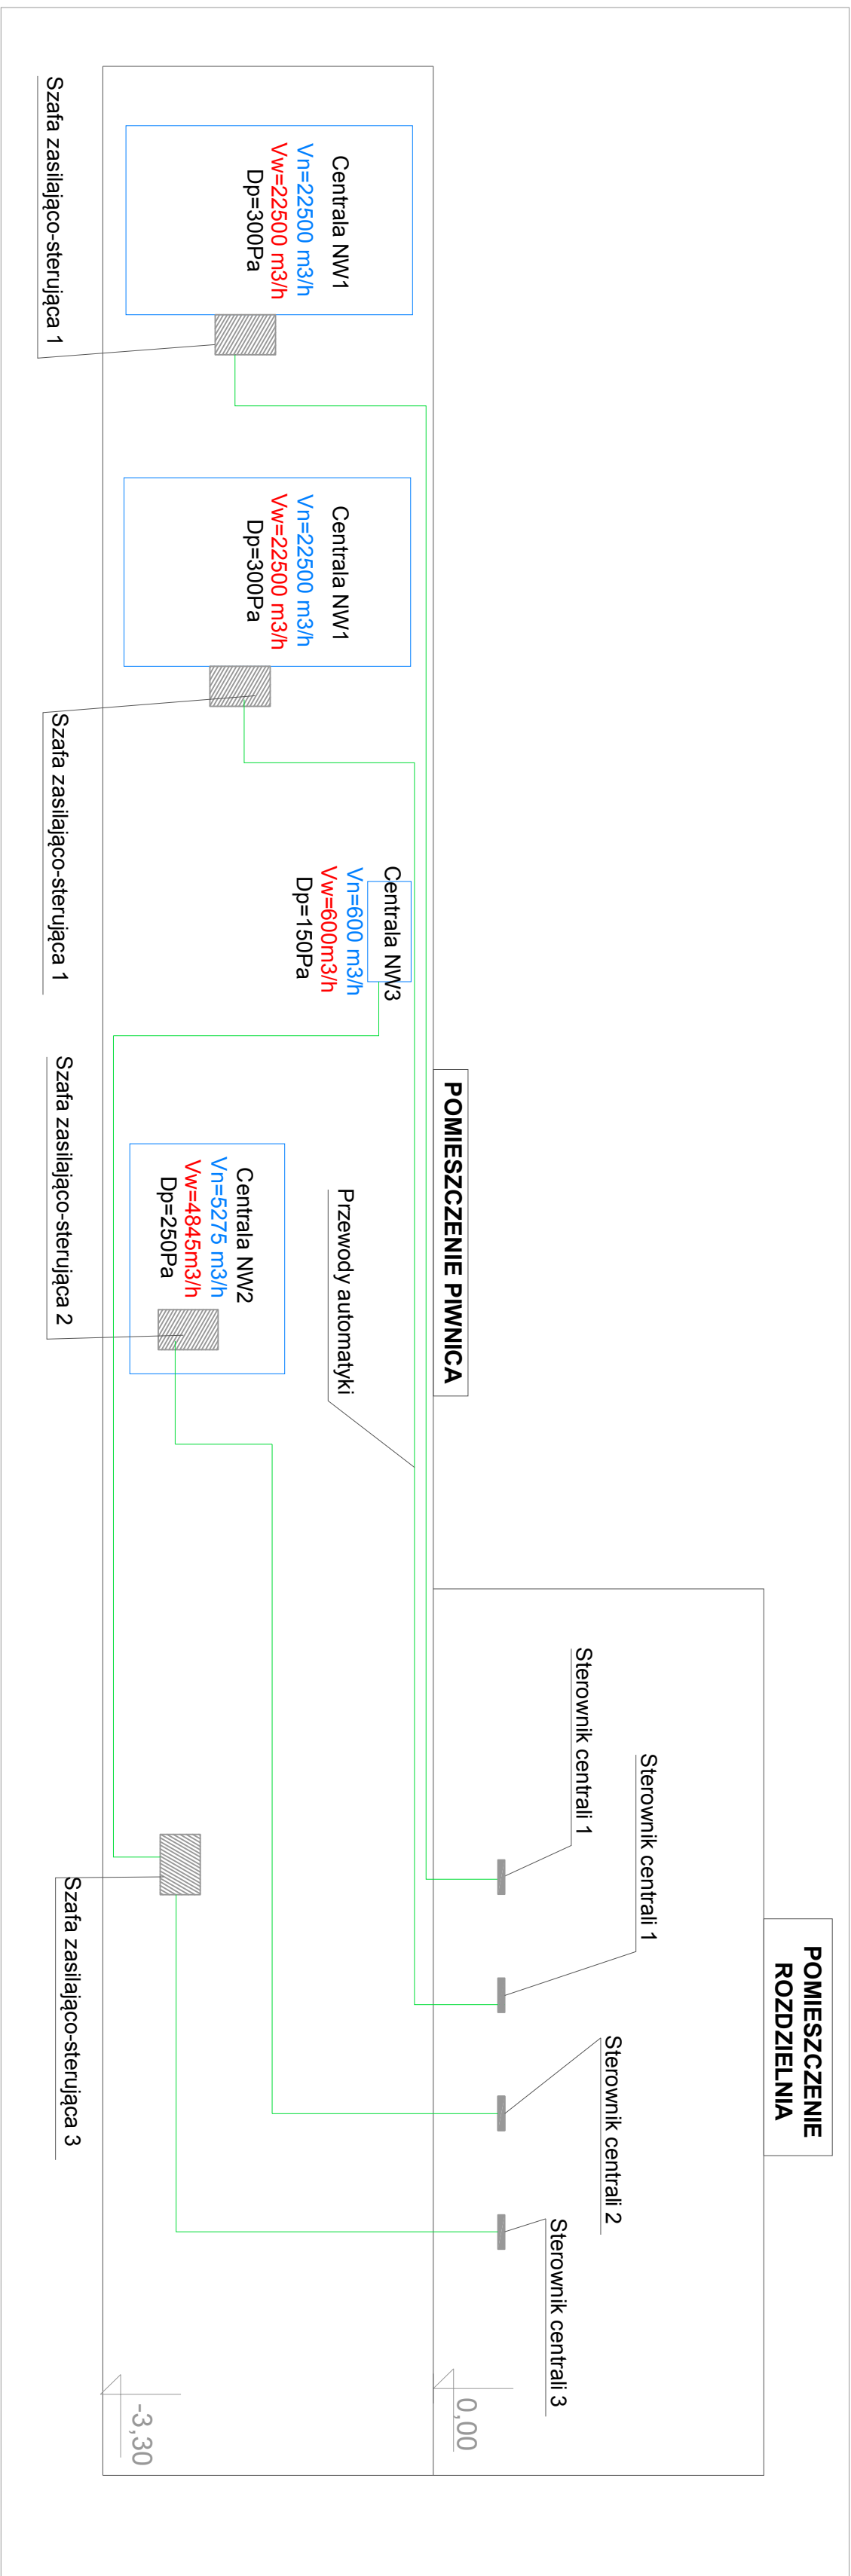 POMIESZCZENIE
ROZDZIELNIA
Sterownik centrali 1
Sterownik centrali 1
Sterownik centrali 2
Sterownik centrali 3
0,00
POMIESZCZENIE PIWNICA
Centrala NW1
Vn=22500 m3/h
Vw=22500 m3/h
Dp=300Pa
Centrala NW1
Vn=22500 m3/h
Vw=22500 m3/h
Dp=300Pa
Centrala NW3
Vn=600 m3/h
Vw=600m3/h
Dp=150Pa
Przewody automatyki
Centrala NW2
Vn=5275 m3/h
Vw=4845m3/h
Dp=250Pa
-3,30
Szafa zasilająco-sterująca 1
Szafa zasilająco-sterująca 1
Szafa zasilająco-sterująca 2
Szafa zasilająco-sterująca 3